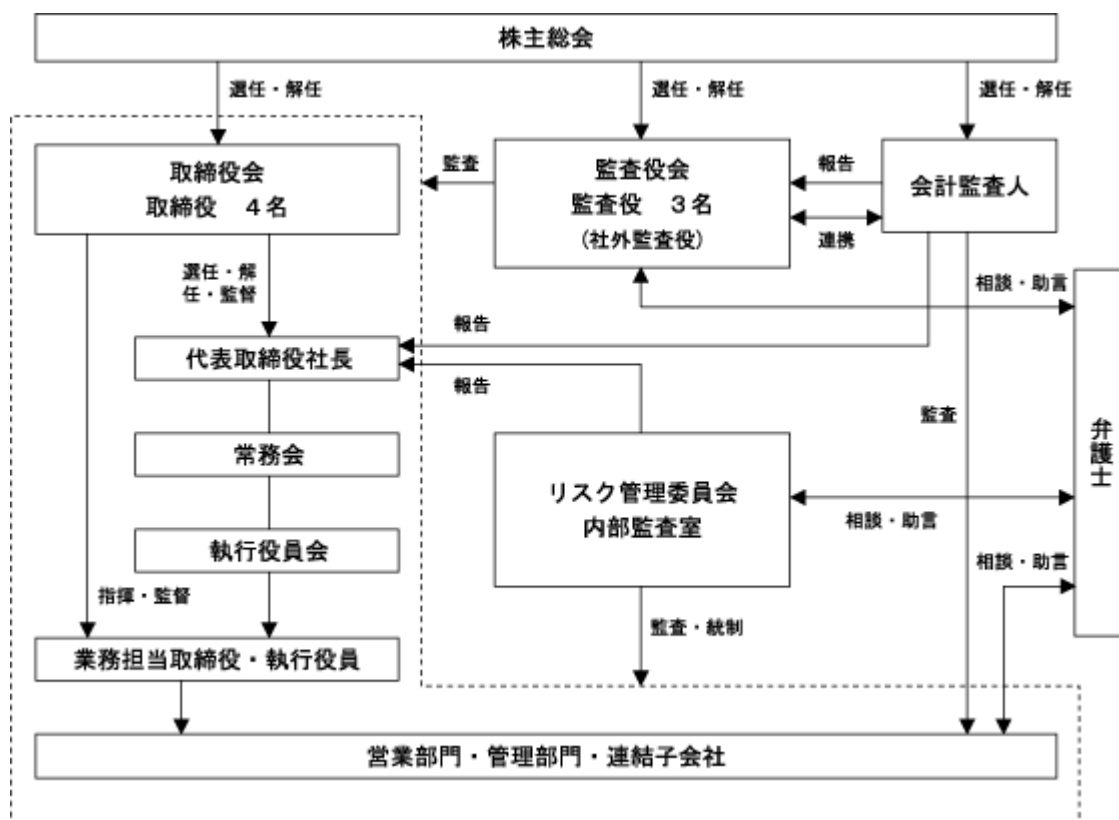 株主総会
選任・解任
選任・解任
選任・解任
取締役会
取締役 4名
監査
監査役会
監査役 3名
(社外監査役)
報告
連携
会計監査人
選任・解
任・監督
相談・助言
報告
代表取締役社長
報告
監査
弁護士
常務会
リスク管理委員会
内部監査室
相談・助言
執行役員会
相談・助言
指揮・監督
監査・統制
業務担当取締役・執行役員
営業部門・管理部門・連結子会社